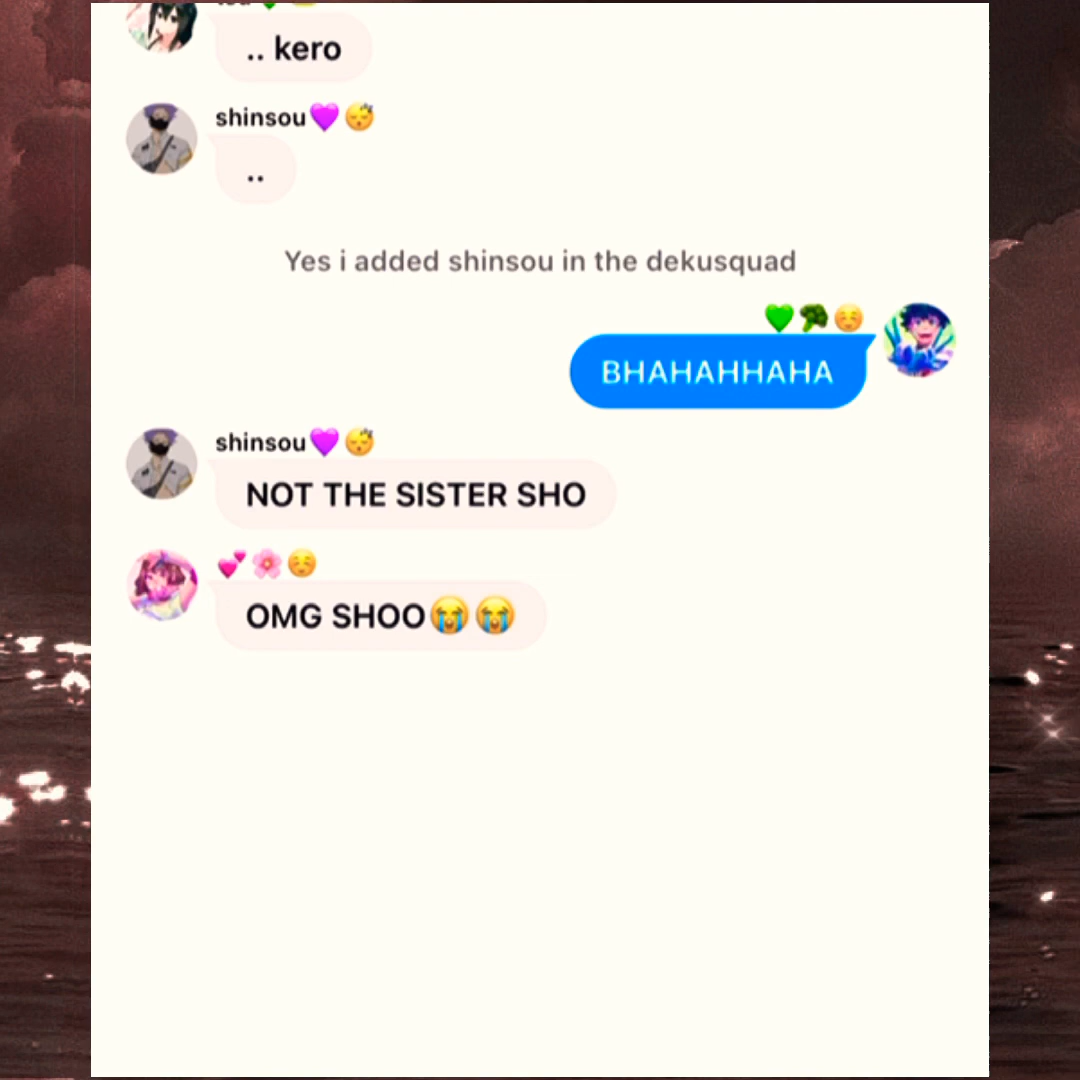 .. kero
shinsou💜😴
..
Yes i added shinsou in the dekusquad
💚🥦☺️
BHAHAHHAHA
shinsou💜😴
NOT THE SISTER SHO
💕🌸☺️
OMG SHOO😭😭